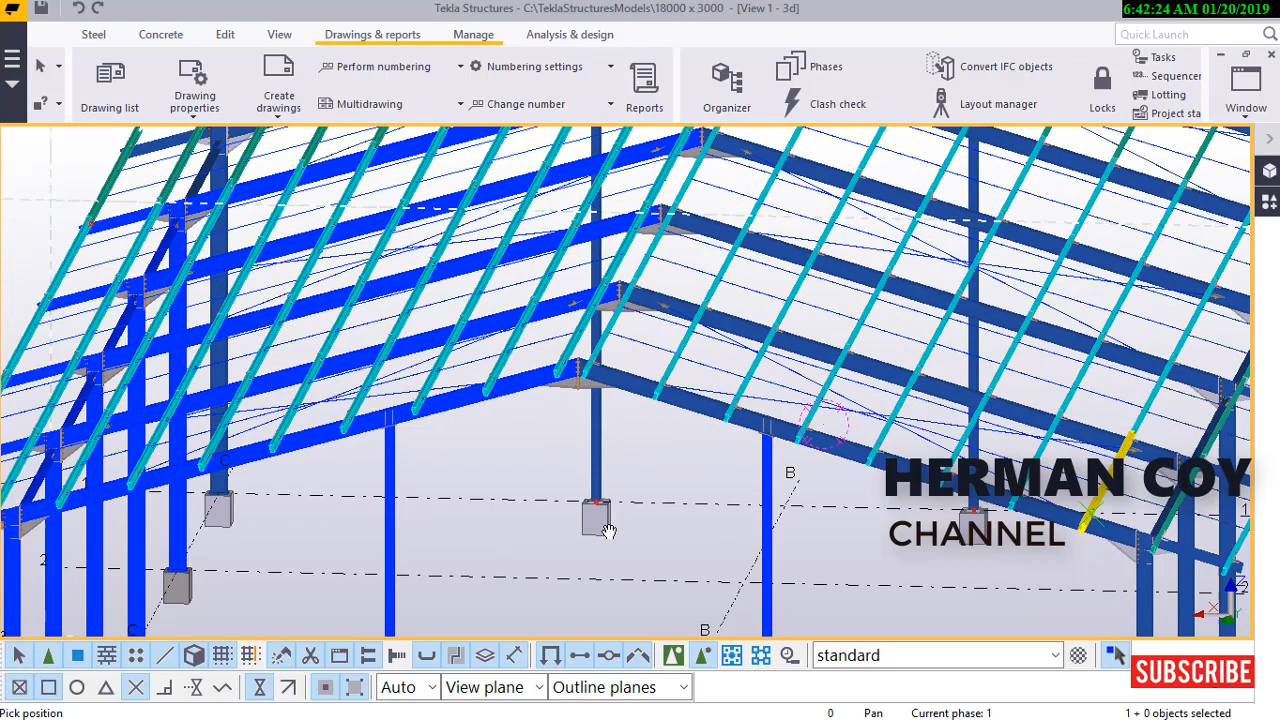 Tekla Structures - C:\TeklaStructuresModels\18000 x 3000 - [View 1 - 3d]
6:42:24 AM 01/20/2019
Steel
Concrete
Edit
View
Drawings & reports
Manage
Analysis & design
Quick Launch
Drawing list
Drawing properties
Create drawings
Perform numbering
Numbering settings
Multidrawing
Change number
Reports
Organizer
Phases
Clash check
Convert IFC objects
Layout manager
Locks
Tasks
Sequencer
Lotting
Project sta
Window
C
B
1
1
2
2
C
B
HERMAN COY
CHANNEL
X
Y
Z
standard
SUBSCRIBE
Auto
View plane
Outline planes
Pick position
0
Pan
Current phase: 1
1 + 0 objects selected